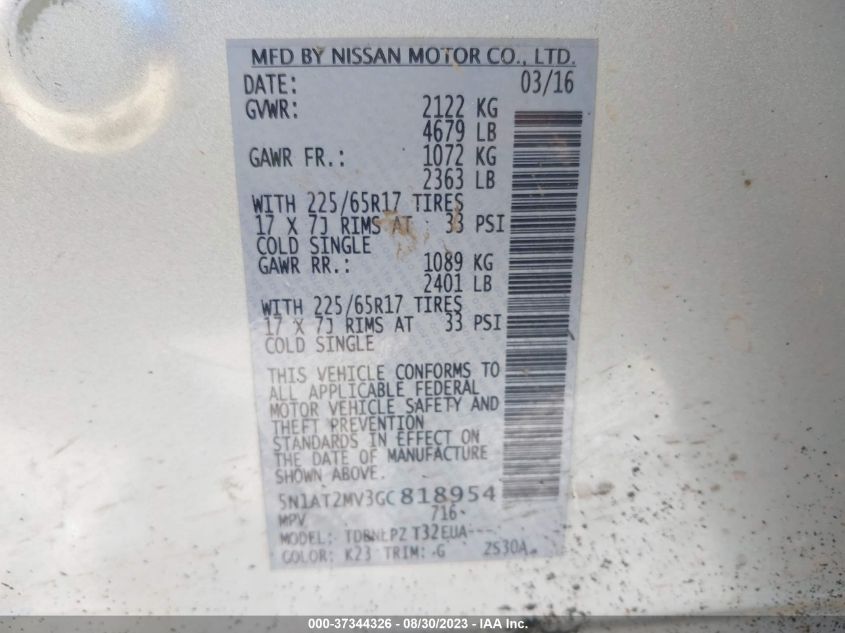 MFD BY NISSAN MOTOR CO., LTD.
DATE: 03/16
GVWR: 2122 KG
4679 LB
GAWR FR.: 1072 KG
2363 LB
WITH 225/65R17 TIRES
17 X 7J RIMS AT 33 PSI
COLD SINGLE
GAWR RR.: 1089 KG
2401 LB
WITH 225/65R17 TIRES
17 X 7J RIMS AT 33 PSI
COLD SINGLE
THIS VEHICLE CONFORMS TO
ALL APPLICABLE FEDERAL
MOTOR VEHICLE SAFETY AND
THEFT PREVENTION
STANDARDS IN EFFECT ON
THE DATE OF MANUFACTURE
SHOWN ABOVE.
5N1AT2MV3GC818954
MPV 716
MODEL: T32EUA---
COLOR: K23 TRIM: G 2S30A
000-37344326 - 08/30/2023 - IAA Inc.